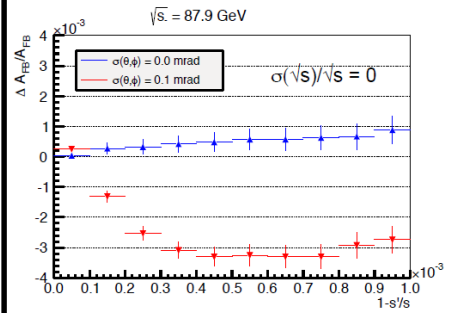 √s. = 87.9 GeV
×10⁻³
Δ A_FB/A_FB
4
3
2
1
0
-1
-2
-3
-4
σ(θ,ϕ) = 0.0 mrad
σ(θ,ϕ) = 0.1 mrad
σ(√s)/√s = 0
0.0 0.1 0.2 0.3 0.4 0.5 0.6 0.7 0.8 0.9 1.0
×10⁻³
1-s'/s